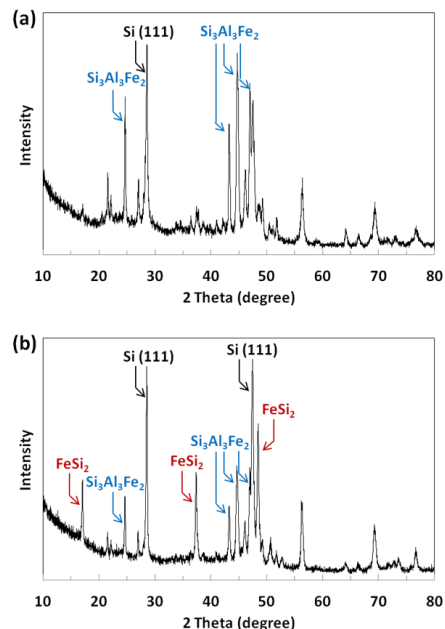 (a)
Si (111)
Si₃Al₃Fe₂
Si₃Al₃Fe₂
Intensity
10 20 30 40 50 60 70 80
2 Theta (degree)
(b)
Si (111)
Si (111)
FeSi₂
Si₃Al₃Fe₂
FeSi₂
FeSi₂
Si₃Al₃Fe₂
Intensity
10 20 30 40 50 60 70 80
2 Theta (degree)